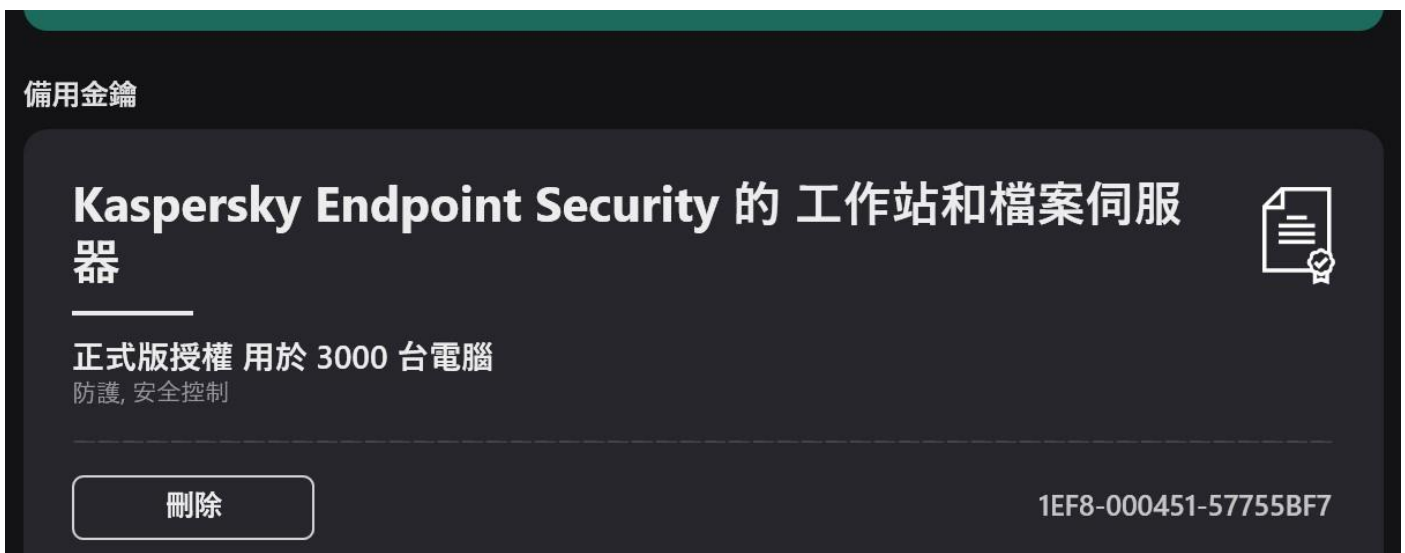 備用金鑰
Kaspersky Endpoint Security 的 工作站和檔案伺服
器
正式版授權 用於 3000 台電腦
防護, 安全控制
刪除
1EF8-000451-57755BF7